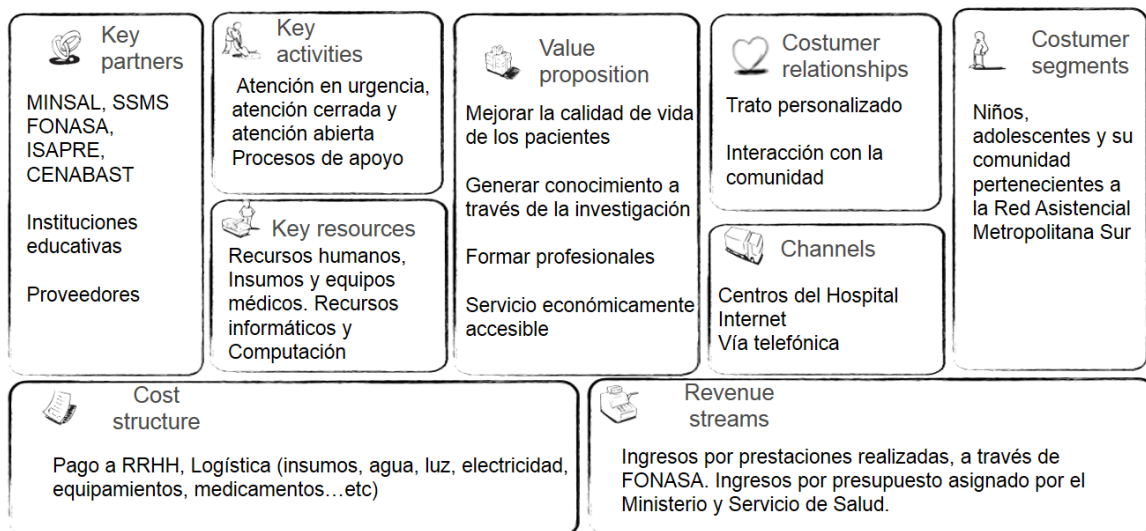 Key
partners
MINSAL, SSMS
FONASA,
ISAPRE,
CENABAST
Instituciones
educativas
Proveedores
Key
activities
Atención en urgencia,
atención cerrada y
atención abierta
Procesos de apoyo
Key resources
Recursos humanos,
Insumos y equipos
médicos. Recursos
informáticos y
Computación
Value
proposition
Mejorar la calidad de vida
de los pacientes
Generar conocimiento a
través de la investigación
Formar profesionales
Servicio económicamente
accesible
Costumer
relationships
Trato personalizado
Interacción con la
comunidad
Channels
Centros del Hospital
Internet
Vía telefónica
Costumer
segments
Niños,
adolescentes y su
comunidad
pertenecientes a
la Red Asistencial
Metropolitana Sur
Cost
structure
Pago a RRHH, Logística (insumos, agua, luz, electricidad,
equipamientos, medicamentos…etc)
Revenue
streams
Ingresos por prestaciones realizadas, a través de
FONASA. Ingresos por presupuesto asignado por el
Ministerio y Servicio de Salud.